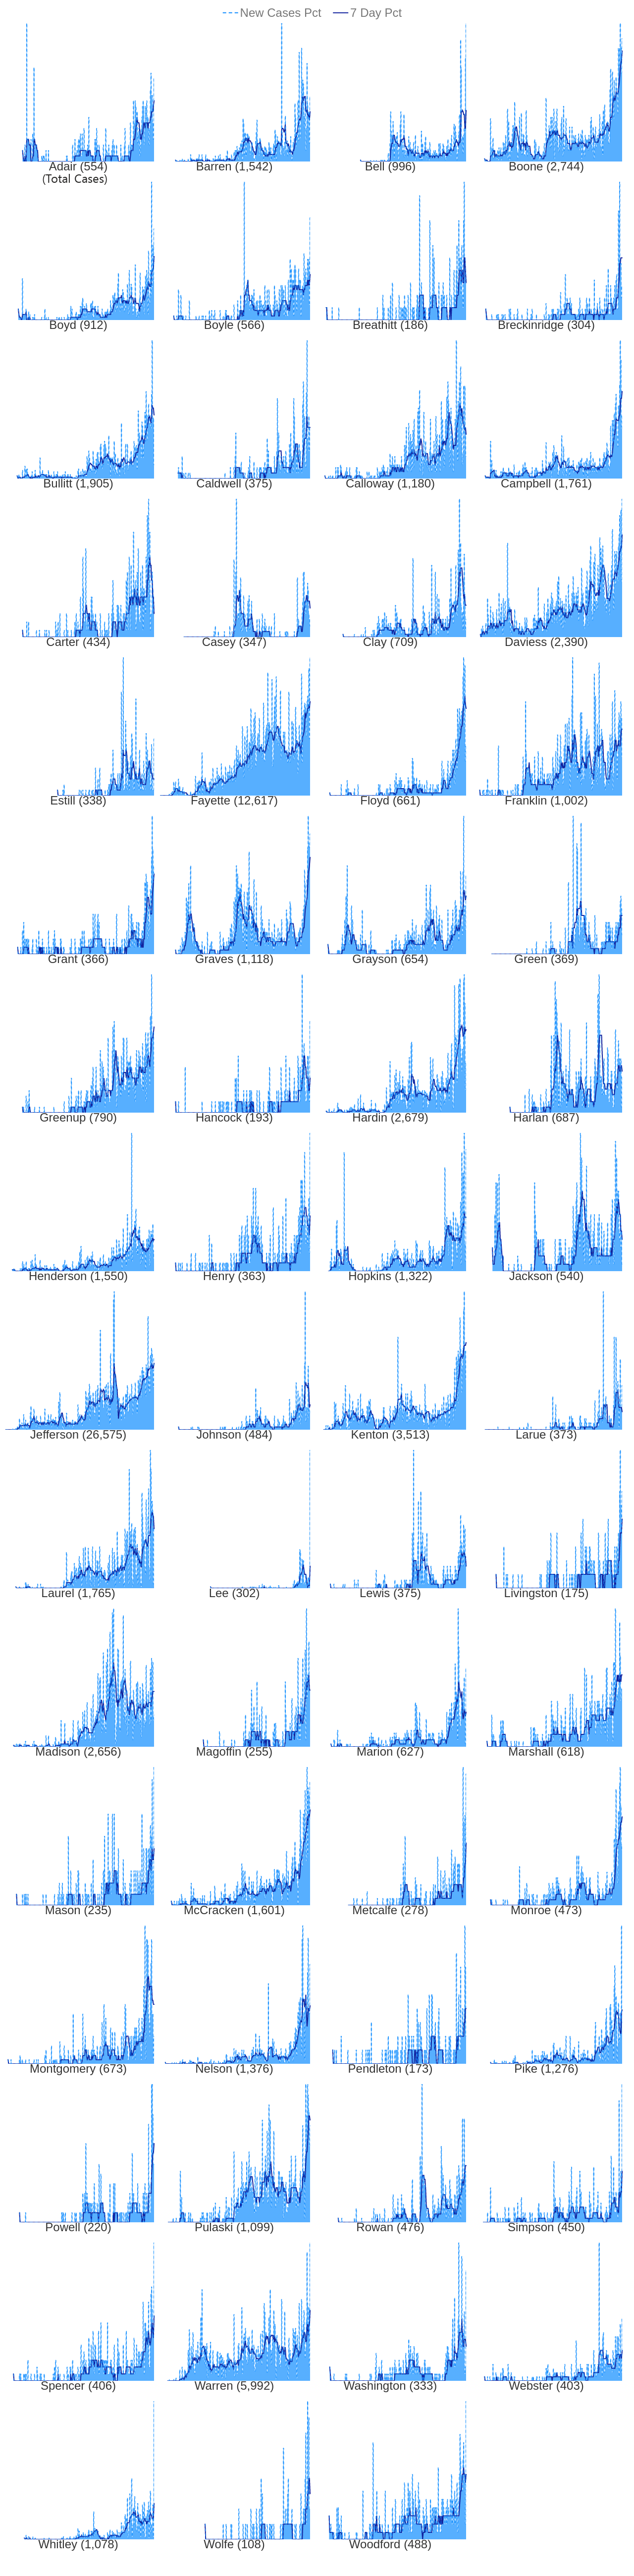 New Cases Pct 7 Day Pct
Adair (554) Barren (1,542) Bell (996) Boone (2,744)
(Total Cases)
Boyd (912) Boyle (566) Breathitt (186) Breckinridge (304)
Bullitt (1,905) Caldwell (375) Calloway (1,180) Campbell (1,761)
Carter (434) Casey (347) Clay (709) Daviess (2,390)
Estill (338) Fayette (12,617) Floyd (661) Franklin (1,002)
Grant (366) Graves (1,118) Grayson (654) Green (369)
Greenup (790) Hancock (193) Hardin (2,679) Harlan (687)
Henderson (1,550) Henry (363) Hopkins (1,322) Jackson (540)
Jefferson (26,575) Johnson (484) Kenton (3,513) Larue (373)
Laurel (1,765) Lee (302) Lewis (375) Livingston (175)
Madison (2,656) Magoffin (255) Marion (627) Marshall (618)
Mason (235) McCracken (1,601) Metcalfe (278) Monroe (473)
Montgomery (673) Nelson (1,376) Pendleton (173) Pike (1,276)
Powell (220) Pulaski (1,099) Rowan (476) Simpson (450)
Spencer (406) Warren (5,992) Washington (333) Webster (403)
Whitley (1,078) Wolfe (108) Woodford (488)